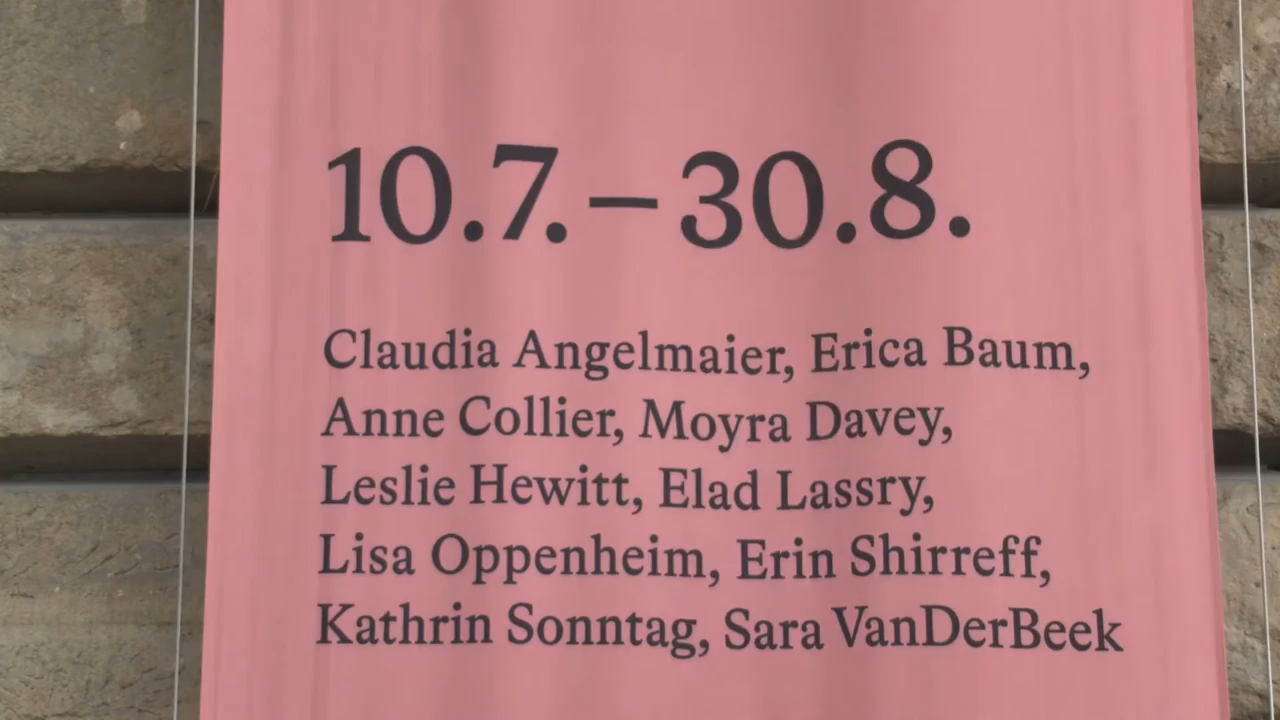 10.7.–30.8.
Claudia Angelmaier, Erica Baum,
Anne Collier, Moyra Davey,
Leslie Hewitt, Elad Lassry,
Lisa Oppenheim, Erin Shirreff,
Kathrin Sonntag, Sara VanDerBeek